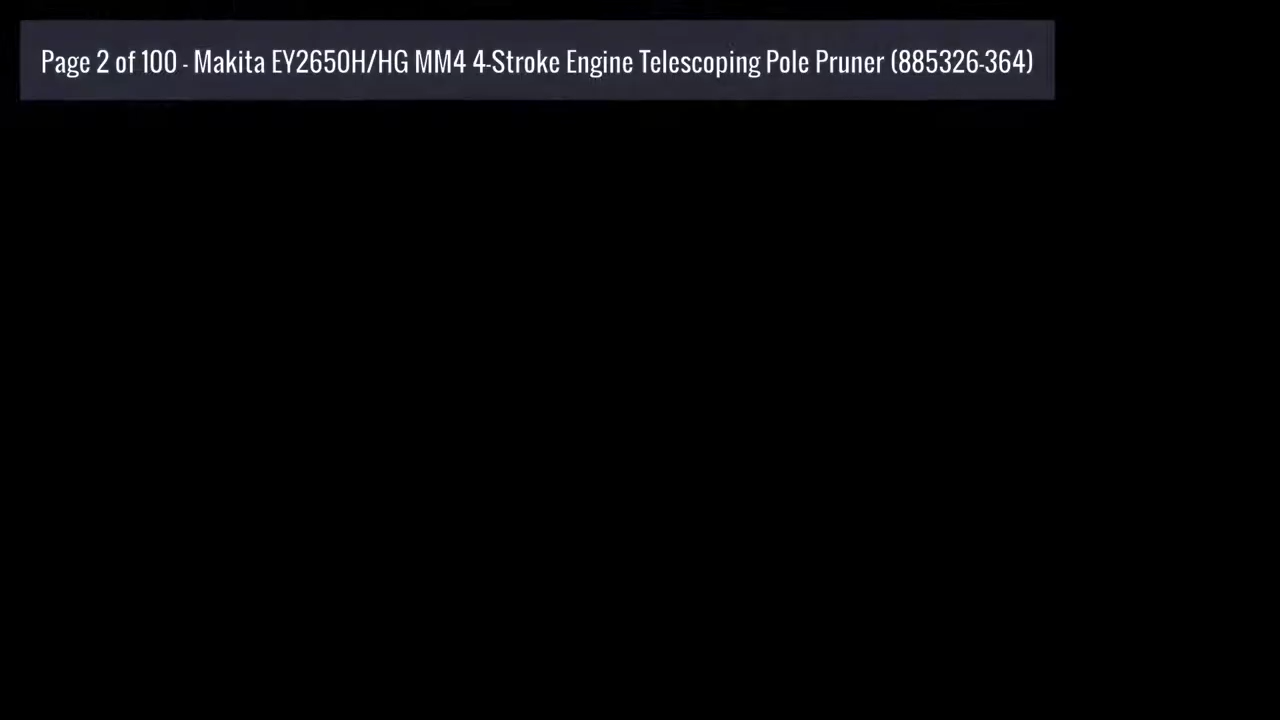 Page 2 of 100 - Makita EY2650H/HG MM4 4-Stroke Engine Telescoping Pole Pruner (885326-364)